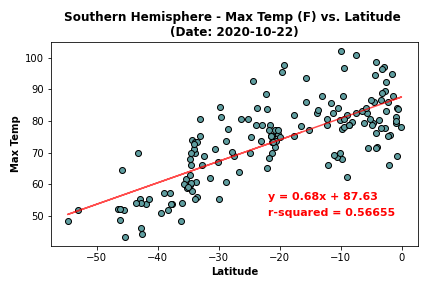 Southern Hemisphere - Max Temp (F) vs. Latitude
(Date: 2020-10-22)
Max Temp
100
90
80
70
60
50
y = 0.68x + 87.63
r-squared = 0.56655
−50
−40
−30
−20
−10
0
Latitude